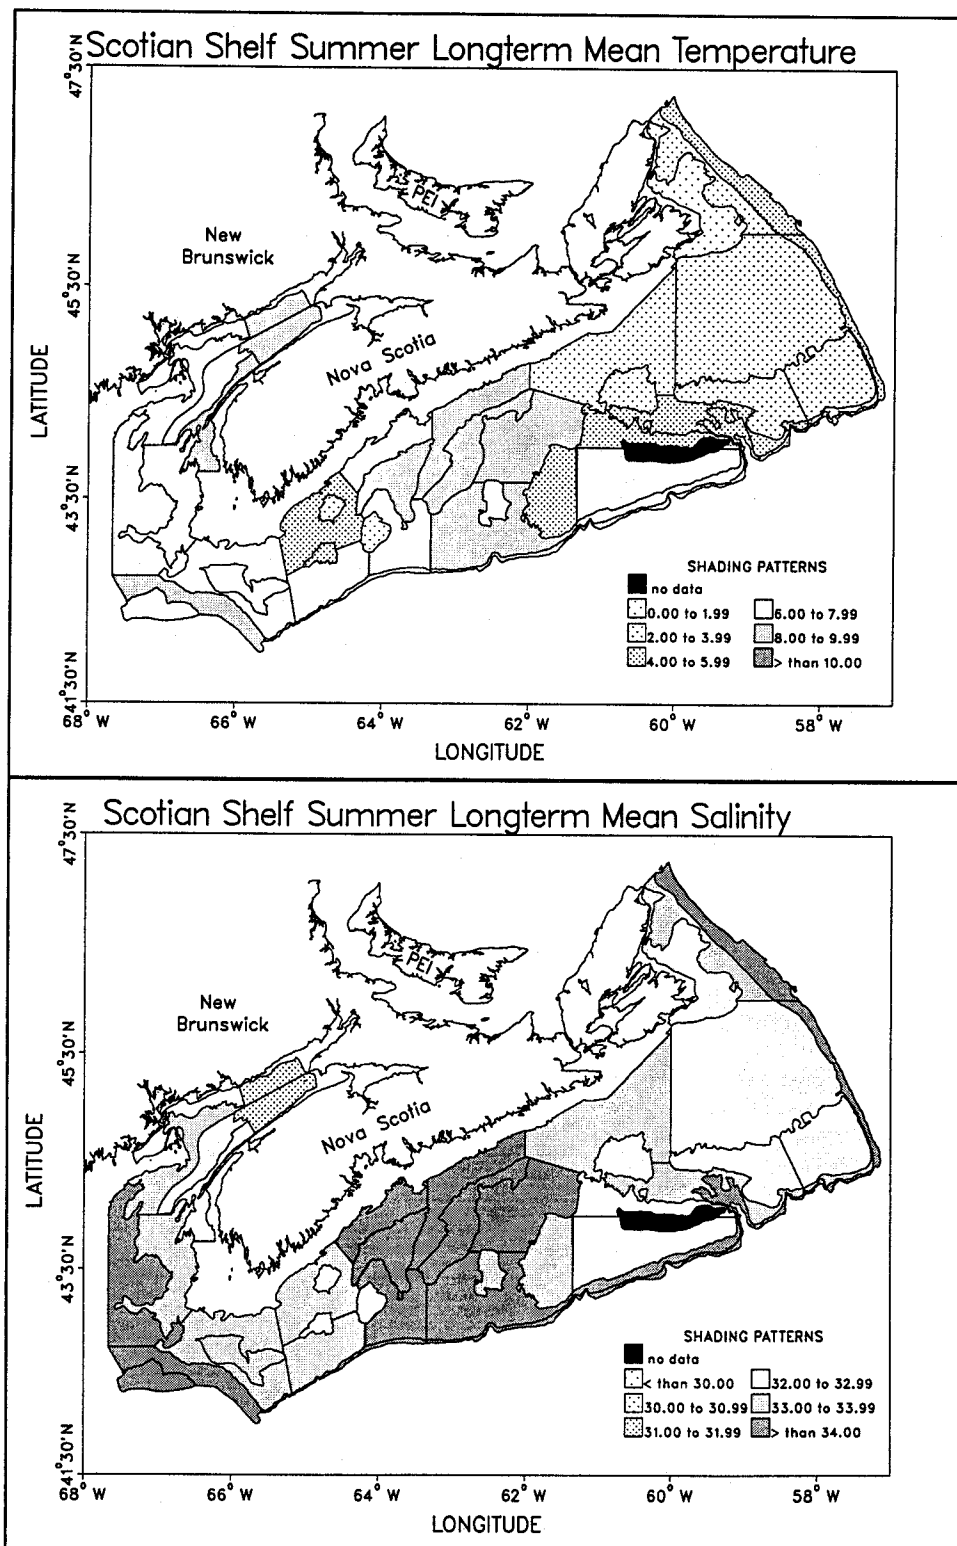 Scotian Shelf Summer Longterm Mean Temperature
47°30'N
PEI
New
Brunswick
45°30'N
Nova Scotia
LATITUDE
43°30'N
SHADING PATTERNS
no data
0.00 to 1.99 6.00 to 7.99
2.00 to 3.99 8.00 to 9.99
4.00 to 5.99 > than 10.00
41°30'N
68° W 66° W 64° W 62° W 60° W 58° W
LONGITUDE
Scotian Shelf Summer Longterm Mean Salinity
47°30'N
PEI
New
Brunswick
45°30'N
Nova Scotia
LATITUDE
43°30'N
SHADING PATTERNS
no data
< than 30.00 32.00 to 32.99
30.00 to 30.99 33.00 to 33.99
31.00 to 31.99 > than 34.00
41°30'N
68° W 66° W 64° W 62° W 60° W 58° W
LONGITUDE